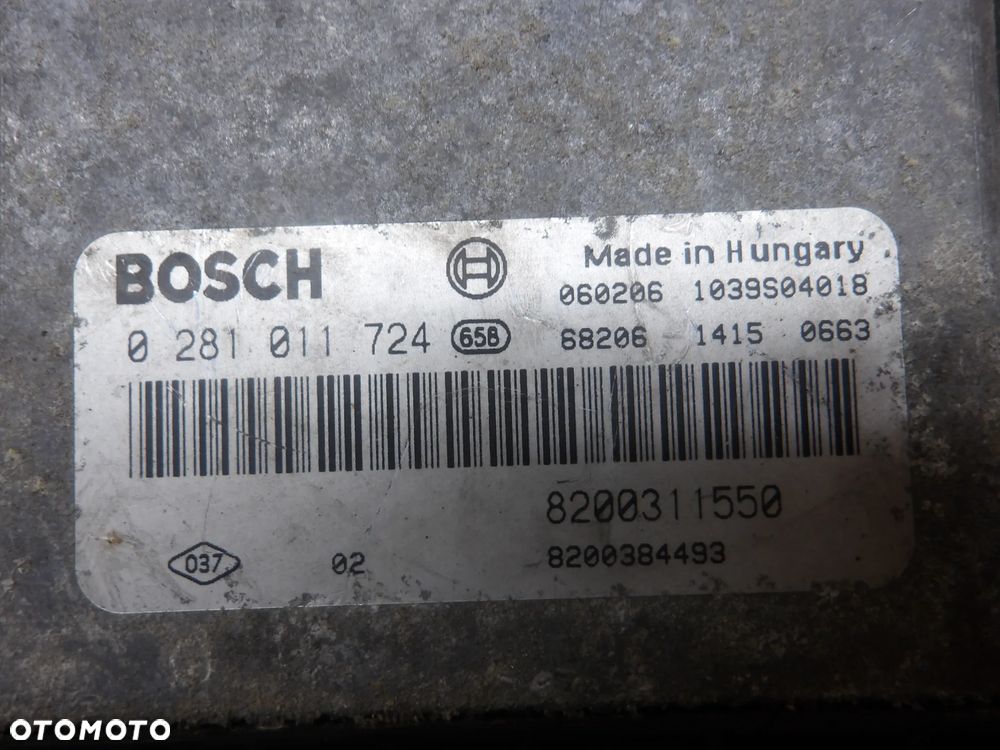 BOSCH
Made in Hungary
060206 1039S04018
0 281 011 724 658 68206 1415 0663
8200311550
037 02 8200384493
OTOMOTO